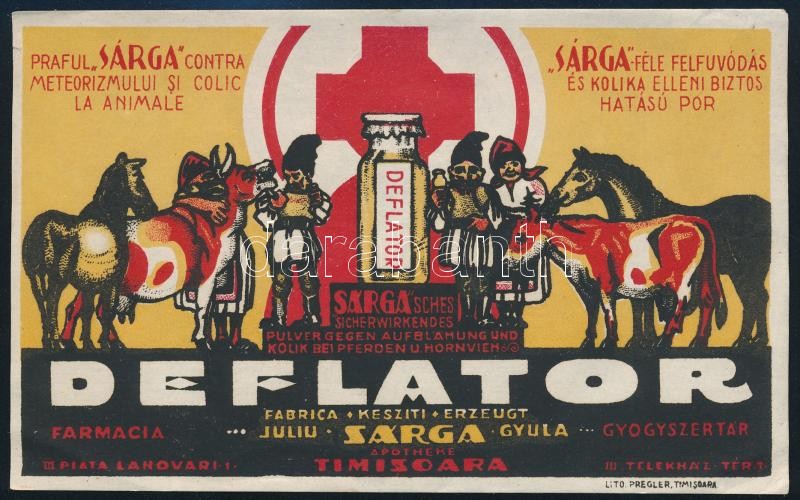 PRAFUL „SÁRGA" CONTRA
METEORIZMULUI ȘI COLIC
LA ANIMALE
„SÁRGA"-FÉLE FELFUVÓDÁS
ÉS KOLIKA ELLENI BIZTOS
HATÁSÚ POR
DEFLATOR
SÁRGA'SCHES
SICHERWIRKENDES
PULVER GEGEN AUFBLÄHUNG UND
KOLIK BEI PFERDEN U. HORNVIEH
darabanth
DEFLATOR
FABRICA • KESZITI • ERZEUGT
FARMACIA ... JULIU • SÁRGA • GYULA ... GYOGYSZERTÁR
APOTHEKE
III PIATA LAHOVARI • 1 • TIMIȘOARA III. TELEKHÁZ-TÉR 1
LITO. PREGLER, TIMIȘOARA